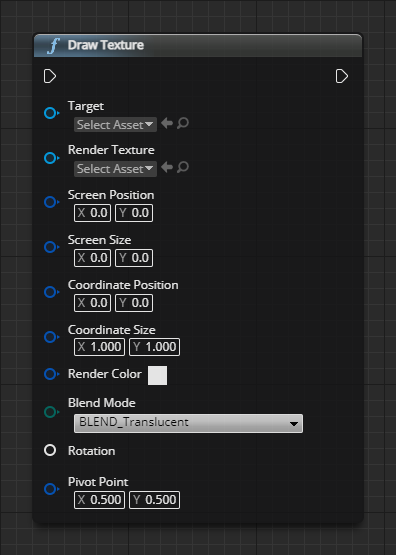 f Draw Texture
Target
Select Asset
Render Texture
Select Asset
Screen Position
X 0.0 Y 0.0
Screen Size
X 0.0 Y 0.0
Coordinate Position
X 0.0 Y 0.0
Coordinate Size
X 1.000 Y 1.000
Render Color
Blend Mode
BLEND_Translucent
Rotation
Pivot Point
X 0.500 Y 0.500